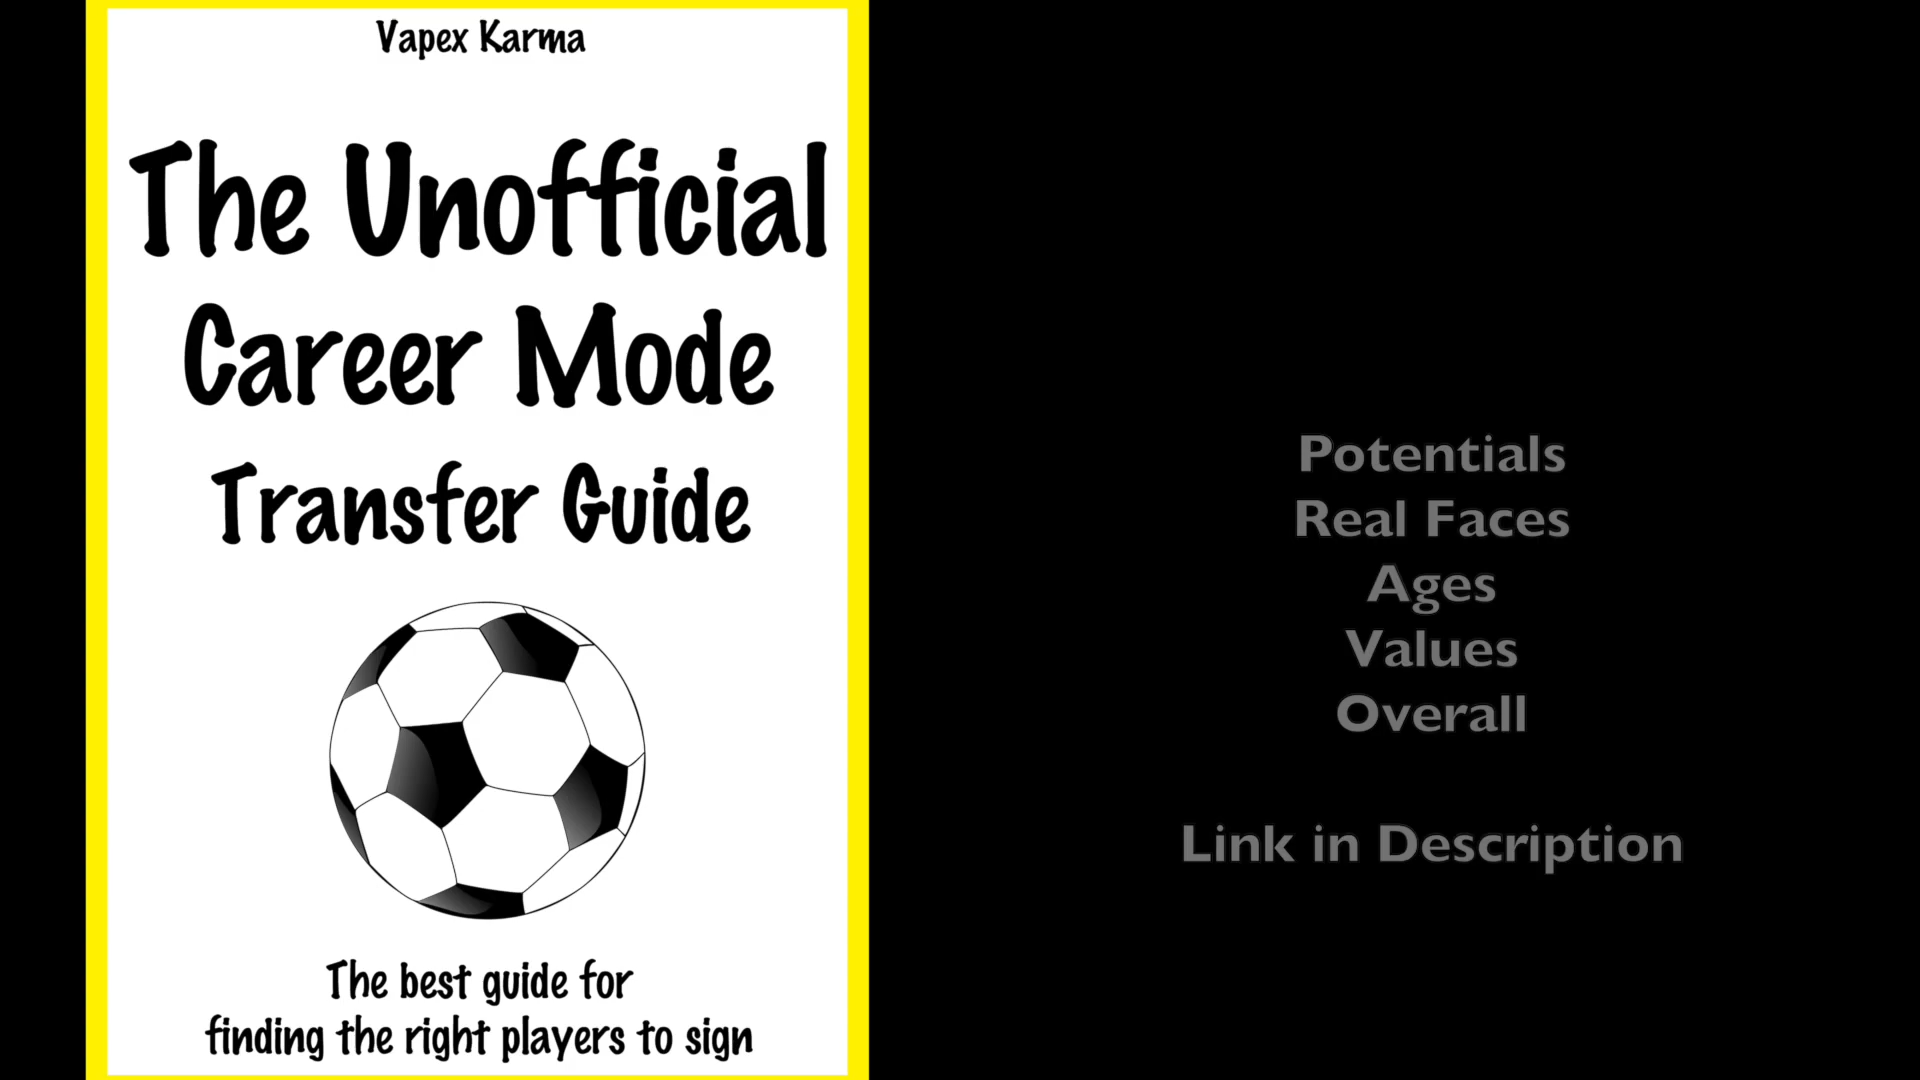 Vapex Karma
The Unofficial
Career Mode
Transfer Guide
The best guide for
finding the right players to sign
Potentials
Real Faces
Ages
Values
Overall
Link in Description